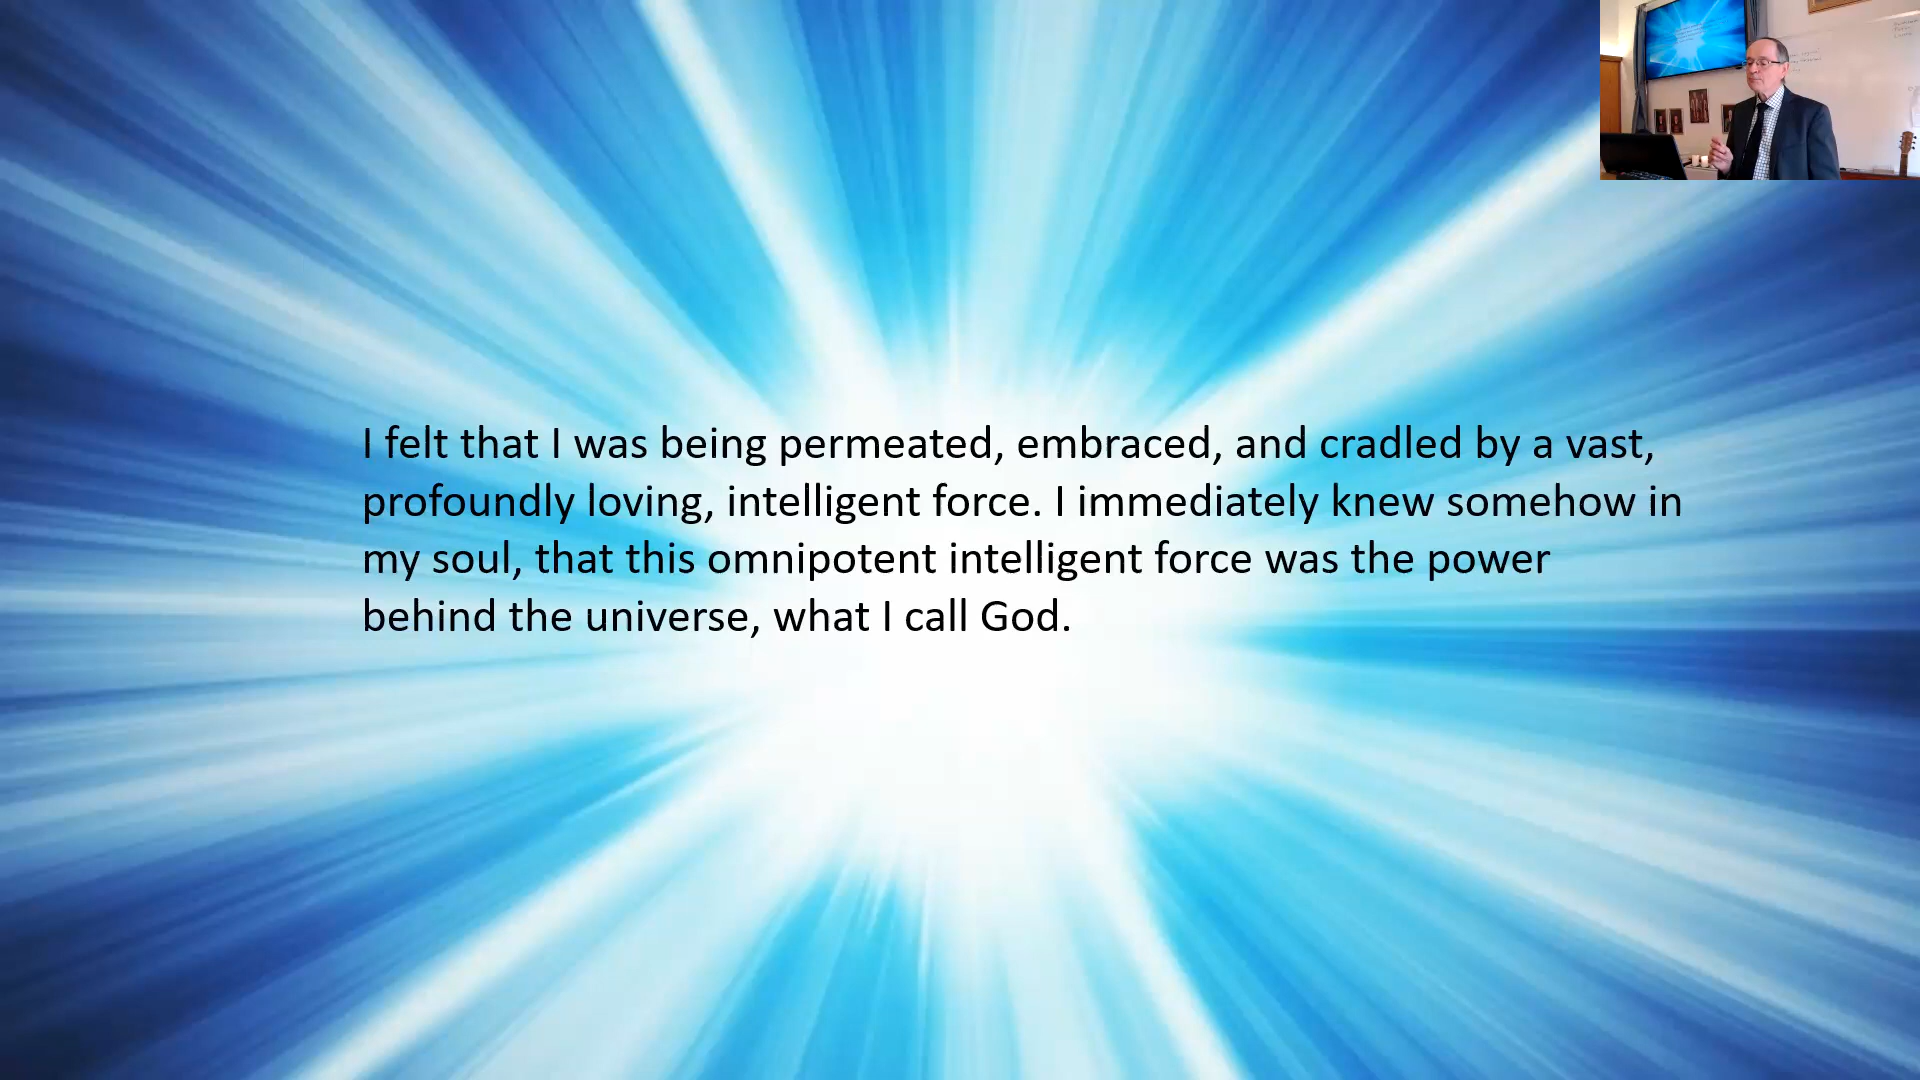 I felt that I was being permeated, embraced, and cradled by a vast,
profoundly loving, intelligent force. I immediately knew somehow in
my soul, that this omnipotent intelligent force was the power
behind the universe, what I call God.